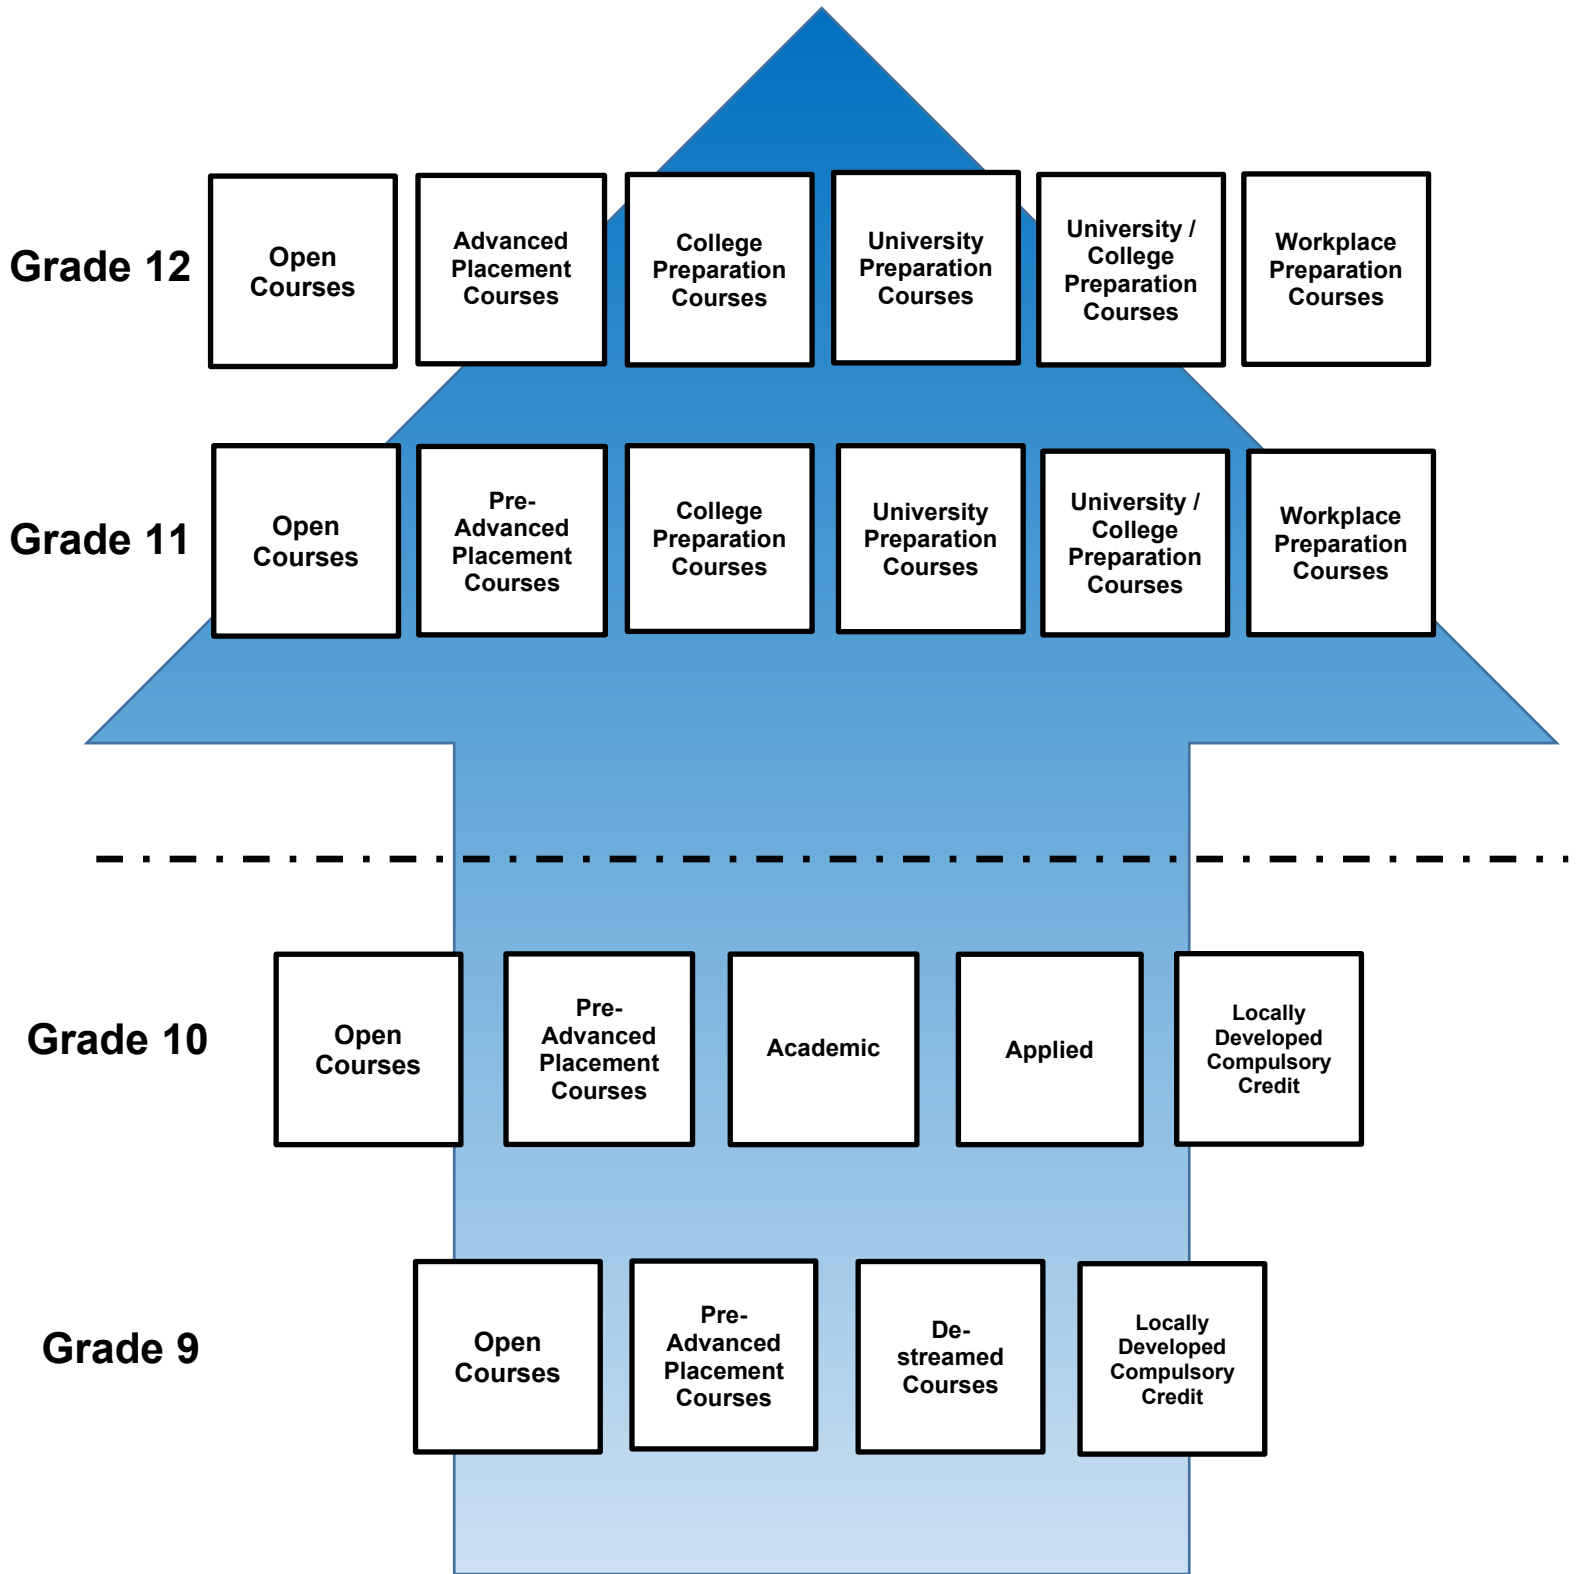 Grade 12
Open
Courses
Advanced
Placement
Courses
College
Preparation
Courses
University
Preparation
Courses
University /
College
Preparation
Courses
Workplace
Preparation
Courses
Grade 11
Open
Courses
Pre-
Advanced
Placement
Courses
College
Preparation
Courses
University
Preparation
Courses
University /
College
Preparation
Courses
Workplace
Preparation
Courses
Grade 10
Open
Courses
Pre-
Advanced
Placement
Courses
Academic
Applied
Locally
Developed
Compulsory
Credit
Grade 9
Open
Courses
Pre-
Advanced
Placement
Courses
De-
streamed
Courses
Locally
Developed
Compulsory
Credit